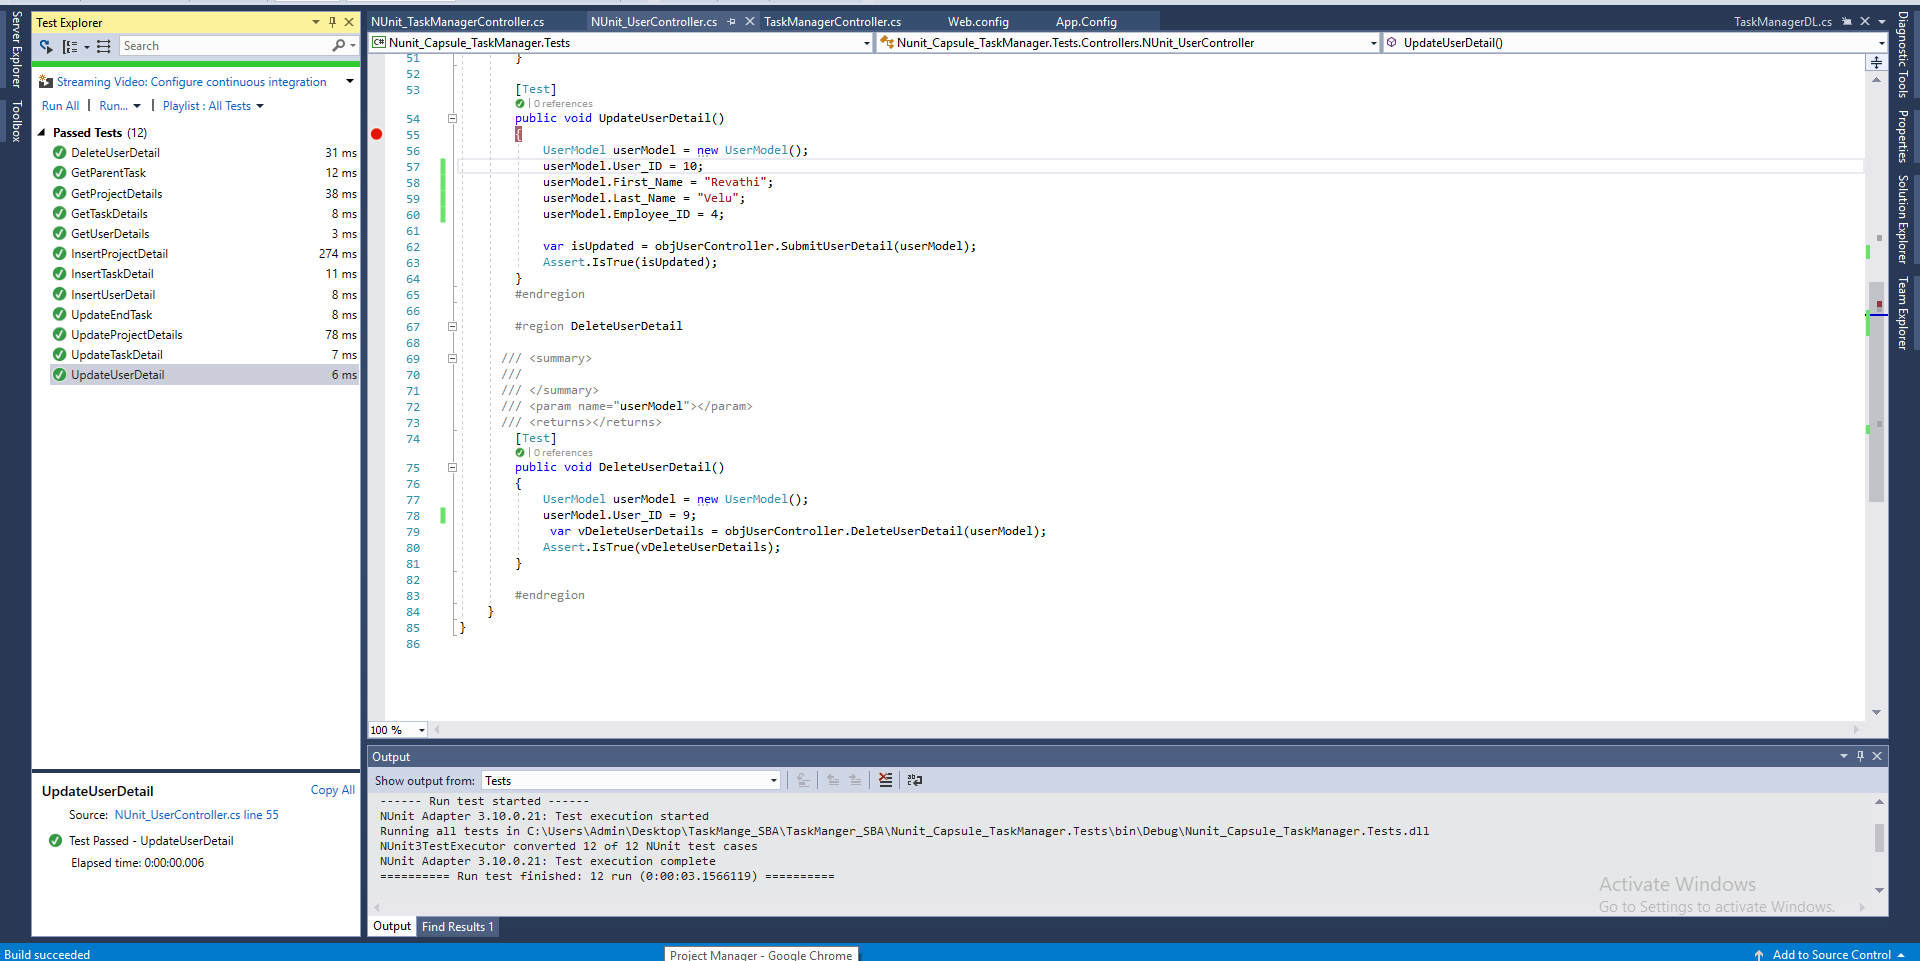 Server Explorer
Toolbox
Test Explorer
Search
Streaming Video: Configure continuous integration
Run All | Run... | Playlist : All Tests
Passed Tests (12)
DeleteUserDetail 31 ms
GetParentTask 12 ms
GetProjectDetails 38 ms
GetTaskDetails 8 ms
GetUserDetails 3 ms
InsertProjectDetail 274 ms
InsertTaskDetail 11 ms
InsertUserDetail 8 ms
UpdateEndTask 8 ms
UpdateProjectDetails 78 ms
UpdateTaskDetail 7 ms
UpdateUserDetail 6 ms
UpdateUserDetail Copy All
Source: NUnit_UserController.cs line 55
Test Passed - UpdateUserDetail
Elapsed time: 0:00:00.006
NUnit_TaskManagerController.cs NUnit_UserController.cs TaskManagerController.cs Web.config App.Config TaskManagerDL.cs
C# Nunit_Capsule_TaskManager.Tests Nunit_Capsule_TaskManager.Tests.Controllers.NUnit_UserController UpdateUserDetail()
51 }
52
53 [Test]
0 references
54 public void UpdateUserDetail()
55 {
56 UserModel userModel = new UserModel();
57 userModel.User_ID = 10;
58 userModel.First_Name = "Revathi";
59 userModel.Last_Name = "Velu";
60 userModel.Employee_ID = 4;
61
62 var isUpdated = objUserController.SubmitUserDetail(userModel);
63 Assert.IsTrue(isUpdated);
64 }
65 #endregion
66
67 #region DeleteUserDetail
68
69 /// <summary>
70 ///
71 /// </summary>
72 /// <param name="userModel"></param>
73 /// <returns></returns>
74 [Test]
0 references
75 public void DeleteUserDetail()
76 {
77 UserModel userModel = new UserModel();
78 userModel.User_ID = 9;
79 var vDeleteUserDetails = objUserController.DeleteUserDetail(userModel);
80 Assert.IsTrue(vDeleteUserDetails);
81 }
82
83 #endregion
84 }
85 }
86
100 %
Output
Show output from: Tests
------ Run test started ------
NUnit Adapter 3.10.0.21: Test execution started
Running all tests in C:\Users\Admin\Desktop\TaskMange_SBA\TaskManger_SBA\Nunit_Capsule_TaskManager.Tests\bin\Debug\Nunit_Capsule_TaskManager.Tests.dll
NUnit3TestExecutor converted 12 of 12 NUnit test cases
NUnit Adapter 3.10.0.21: Test execution complete
========== Run test finished: 12 run (0:00:03.1566119) ==========
Activate Windows
Go to Settings to activate Windows.
Output Find Results 1
Diagnostic Tools
Properties
Solution Explorer
Team Explorer
Build succeeded
Project Manager - Google Chrome
Add to Source Control